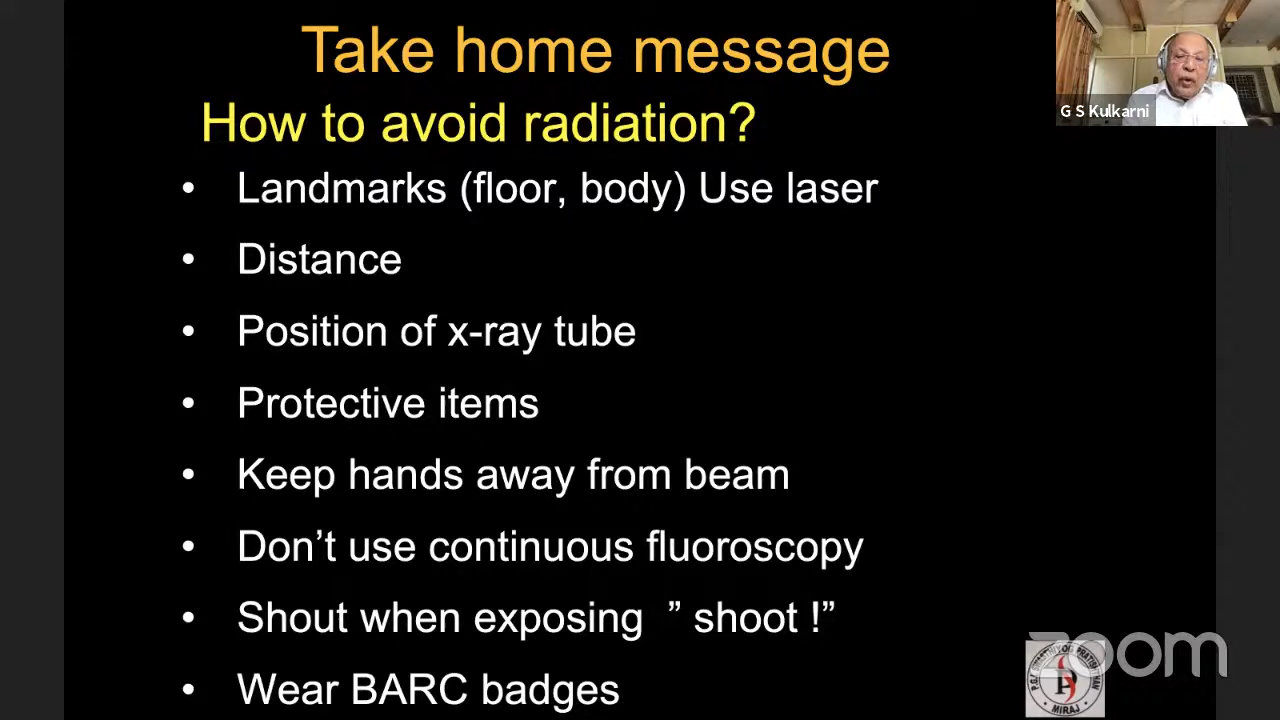 Take home message
G S Kulkarni
How to avoid radiation?
• Landmarks (floor, body) Use laser
• Distance
• Position of x-ray tube
• Protective items
• Keep hands away from beam
• Don’t use continuous fluoroscopy
• Shout when exposing ” shoot !”
• Wear BARC badges
zoom
MIRAJ